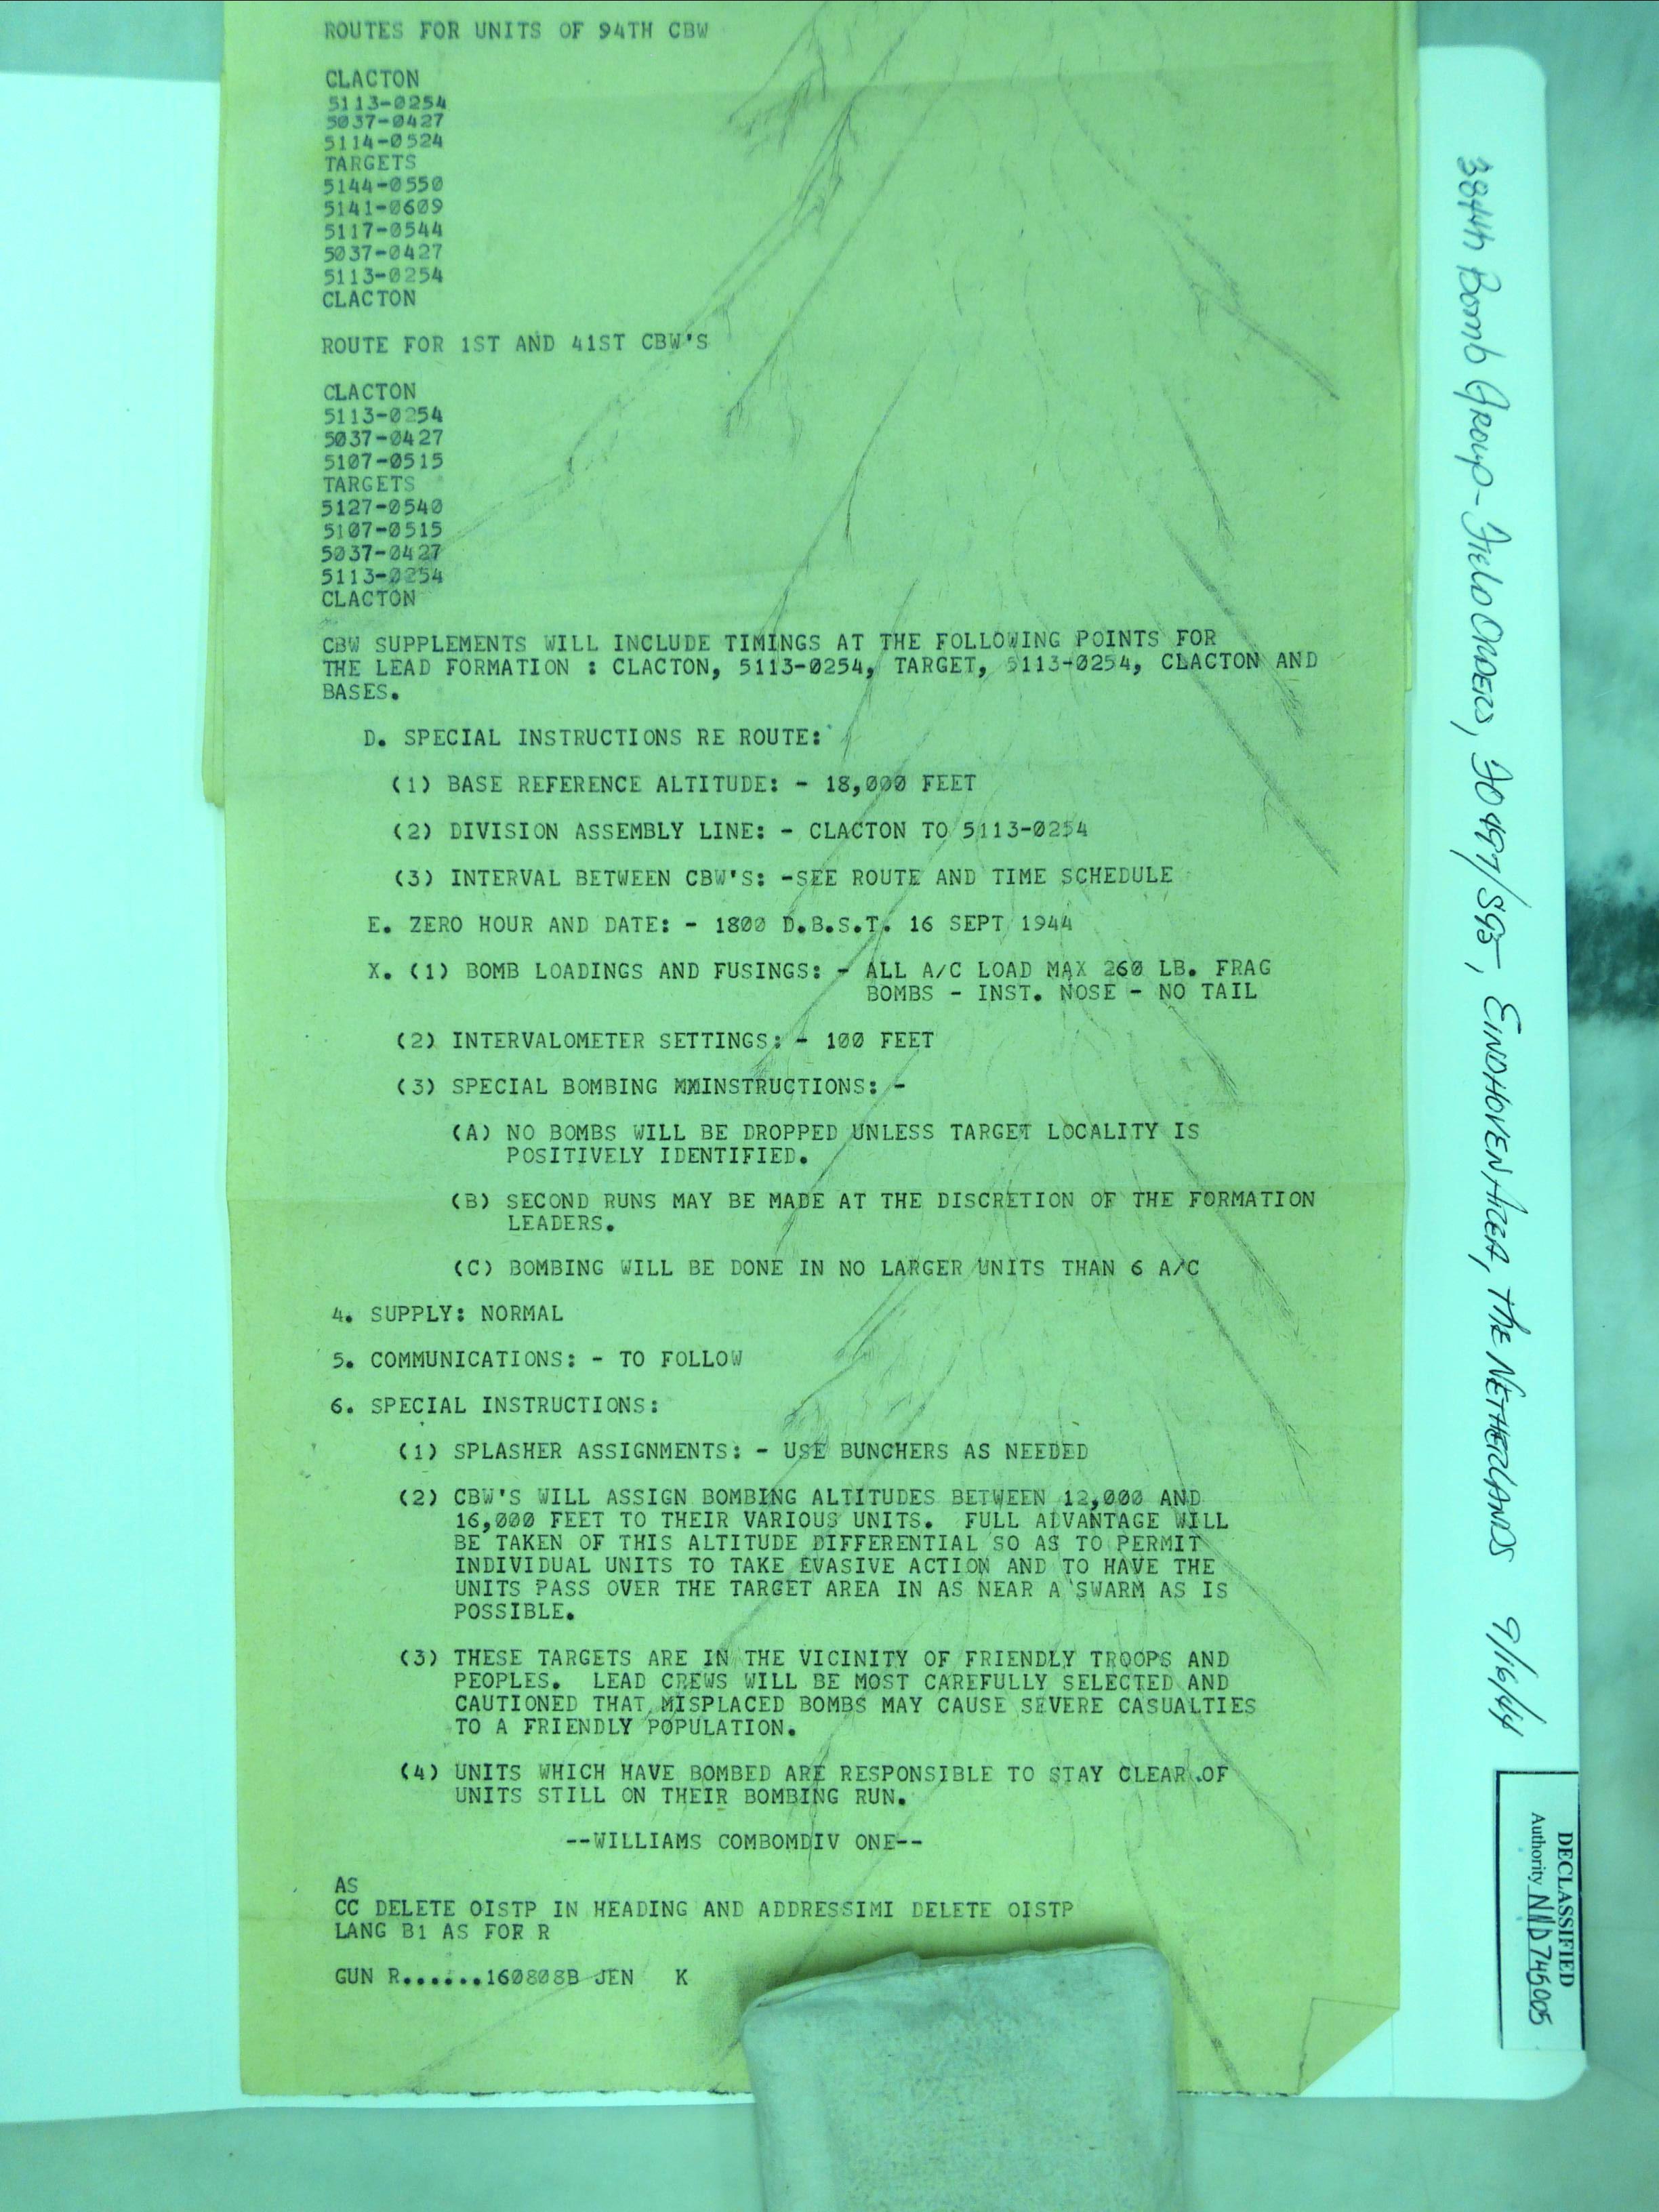 ROUTES FOR UNITS OF 94TH CBW
CLACTON
5113-0254
5037-0427
5114-0524
TARGETS
5144-0550
5141-0609
5117-0544
5037-0427
5113-0254
CLACTON
ROUTE FOR 1ST AND 41ST CBW'S
CLACTON
5113-0254
5037-0427
5107-0515
TARGETS
5127-0540
5107-0515
5037-0427
5113-0254
CLACTON
CBW SUPPLEMENTS WILL INCLUDE TIMINGS AT THE FOLLOWING POINTS FOR
THE LEAD FORMATION : CLACTON, 5113-0254, TARGET, 5113-0254, CLACTON AND
BASES.
D. SPECIAL INSTRUCTIONS RE ROUTE:
(1) BASE REFERENCE ALTITUDE: - 18,000 FEET
(2) DIVISION ASSEMBLY LINE: - CLACTON TO 5113-0254
(3) INTERVAL BETWEEN CBW'S: -SEE ROUTE AND TIME SCHEDULE
E. ZERO HOUR AND DATE: - 1800 D.B.S.T. 16 SEPT 1944
X. (1) BOMB LOADINGS AND FUSINGS: - ALL A/C LOAD MAX 260 LB. FRAG
BOMBS - INST. NOSE - NO TAIL
(2) INTERVALOMETER SETTINGS: - 100 FEET
(3) SPECIAL BOMBING XXINSTRUCTIONS: -
(A) NO BOMBS WILL BE DROPPED UNLESS TARGET LOCALITY IS
POSITIVELY IDENTIFIED.
(B) SECOND RUNS MAY BE MADE AT THE DISCRETION OF THE FORMATION
LEADERS.
(C) BOMBING WILL BE DONE IN NO LARGER UNITS THAN 6 A/C
4. SUPPLY: NORMAL
5. COMMUNICATIONS: - TO FOLLOW
6. SPECIAL INSTRUCTIONS:
(1) SPLASHER ASSIGNMENTS: - USE BUNCHERS AS NEEDED
(2) CBW'S WILL ASSIGN BOMBING ALTITUDES BETWEEN 12,000 AND
16,000 FEET TO THEIR VARIOUS UNITS. FULL ADVANTAGE WILL
BE TAKEN OF THIS ALTITUDE DIFFERENTIAL SO AS TO PERMIT
INDIVIDUAL UNITS TO TAKE EVASIVE ACTION AND TO HAVE THE
UNITS PASS OVER THE TARGET AREA IN AS NEAR A SWARM AS IS
POSSIBLE.
(3) THESE TARGETS ARE IN THE VICINITY OF FRIENDLY TROOPS AND
PEOPLES. LEAD CREWS WILL BE MOST CAREFULLY SELECTED AND
CAUTIONED THAT MISPLACED BOMBS MAY CAUSE SEVERE CASUALTIES
TO A FRIENDLY POPULATION.
(4) UNITS WHICH HAVE BOMBED ARE RESPONSIBLE TO STAY CLEAR OF
UNITS STILL ON THEIR BOMBING RUN.
--WILLIAMS COMBOMDIV ONE--
AS
CC DELETE OISTP IN HEADING AND ADDRESSIMI DELETE OISTP
LANG B1 AS FOR R
GUN R......160808B JEN K
384th Bomb Group - Field Orders, FO 497/893, EINDHOVEN AREA, THE NETHERLANDS 9/16/44
DECLASSIFIED
Authority NND 745005